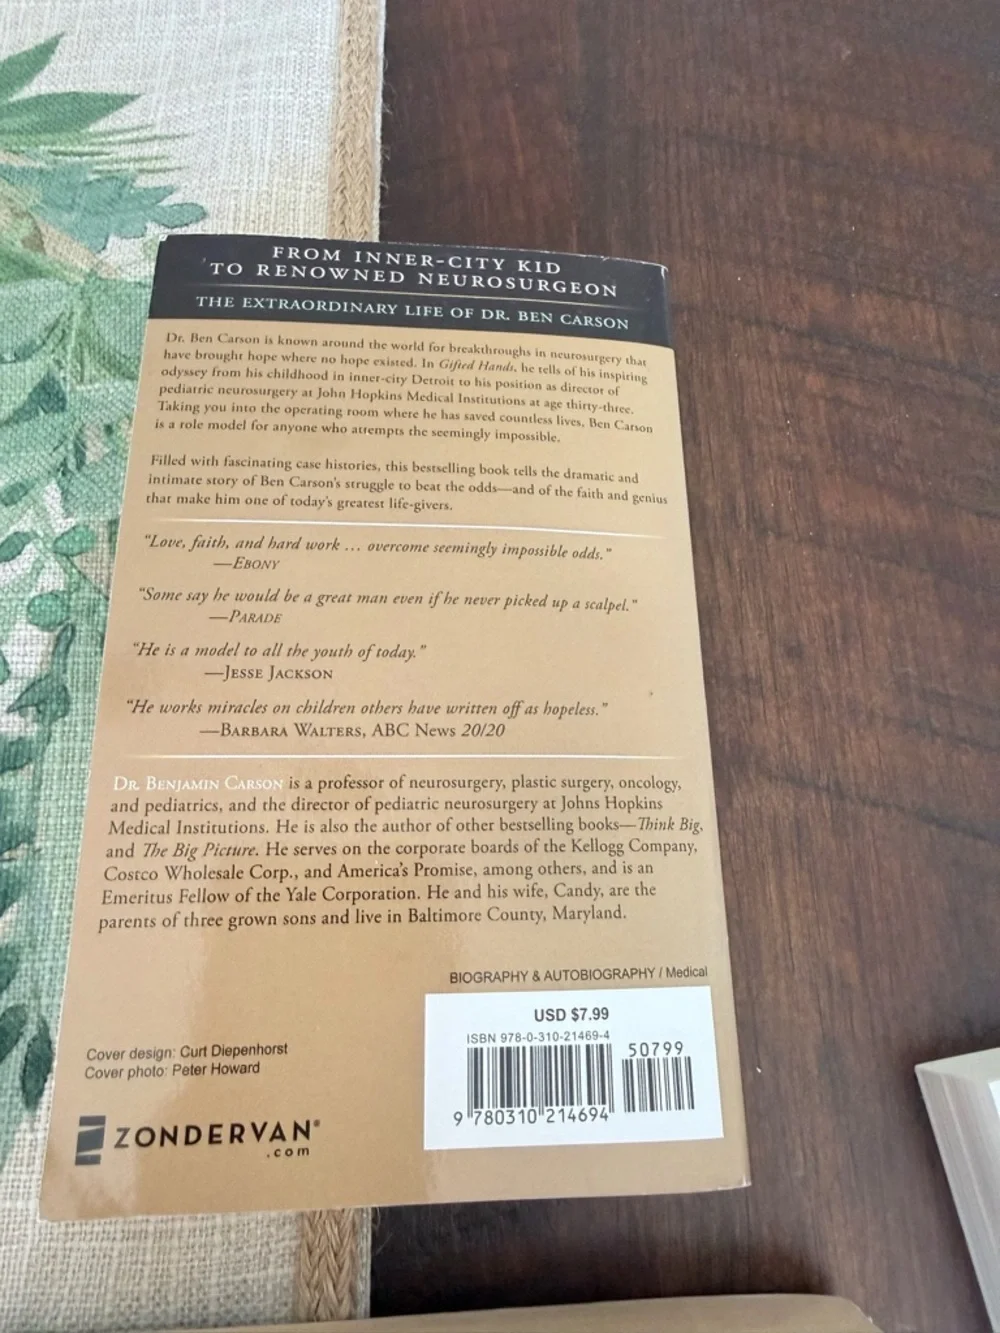 FROM INNER-CITY KID
TO RENOWNED NEUROSURGEON
THE EXTRAORDINARY LIFE OF DR. BEN CARSON
Dr. Ben Carson is known around the world for breakthroughs in neurosurgery that
have brought hope where no hope existed. In Gifted Hands, he tells of his inspiring
odyssey from his childhood in inner-city Detroit to his position as director of
pediatric neurosurgery at John Hopkins Medical Institutions at age thirty-three.
Taking you into the operating room where he has saved countless lives, Ben Carson
is a role model for anyone who attempts the seemingly impossible.
Filled with fascinating case histories, this bestselling book tells the dramatic and
intimate story of Ben Carson's struggle to beat the odds—and of the faith and genius
that make him one of today's greatest life-givers.
"Love, faith, and hard work … overcome seemingly impossible odds."
—EBONY
"Some say he would be a great man even if he never picked up a scalpel."
—PARADE
"He is a model to all the youth of today."
—JESSE JACKSON
"He works miracles on children others have written off as hopeless."
—BARBARA WALTERS, ABC News 20/20
DR. BENJAMIN CARSON is a professor of neurosurgery, plastic surgery, oncology,
and pediatrics, and the director of pediatric neurosurgery at Johns Hopkins
Medical Institutions. He is also the author of other bestselling books—Think Big,
and The Big Picture. He serves on the corporate boards of the Kellogg Company,
Costco Wholesale Corp., and America's Promise, among others, and is an
Emeritus Fellow of the Yale Corporation. He and his wife, Candy, are the
parents of three grown sons and live in Baltimore County, Maryland.
BIOGRAPHY & AUTOBIOGRAPHY / Medical
USD $7.99
ISBN 978-0-310-21469-4
50799
9 780310 214694
Cover design: Curt Diepenhorst
Cover photo: Peter Howard
ZONDERVAN®
.com